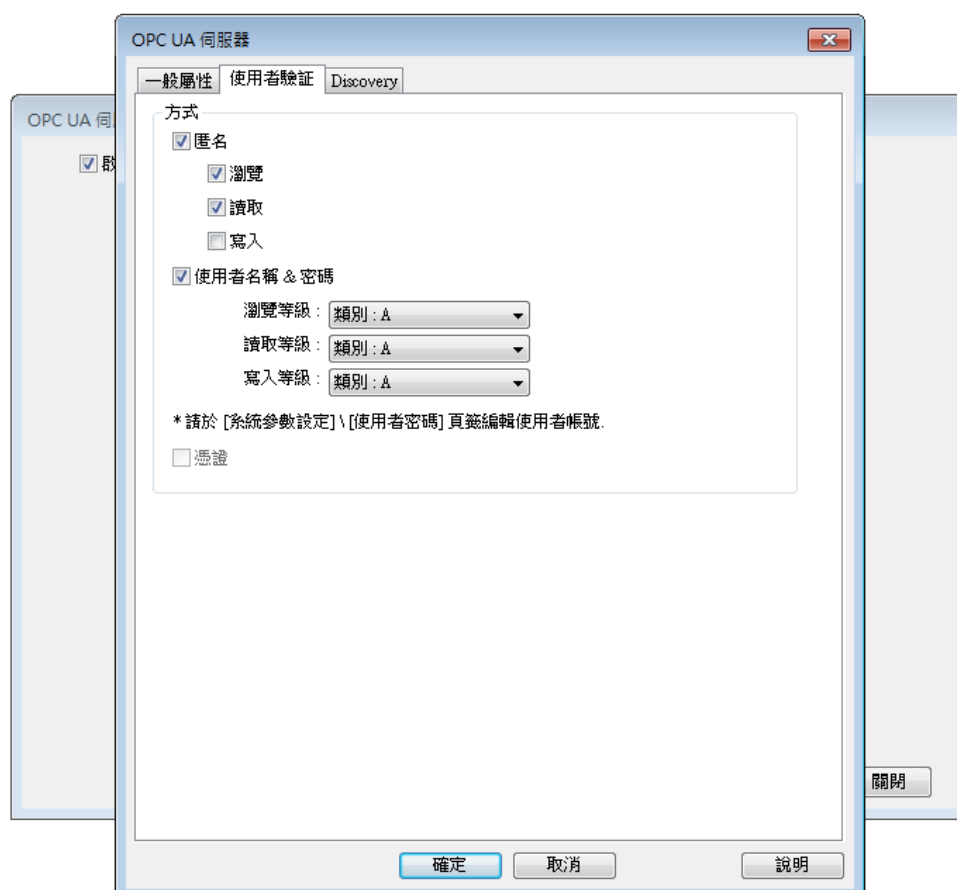 OPC UA 伺服器
一般屬性 使用者驗証 Discovery
OPC UA 伺
方式
匿名
啟
瀏覽
讀取
寫入
使用者名稱 & 密碼
瀏覽等級 : 類別 : A
讀取等級 : 類別 : A
寫入等級 : 類別 : A
* 請於 [系統參數設定] \ [使用者密碼] 頁籤編輯使用者帳號.
憑證
關閉
確定 取消 說明